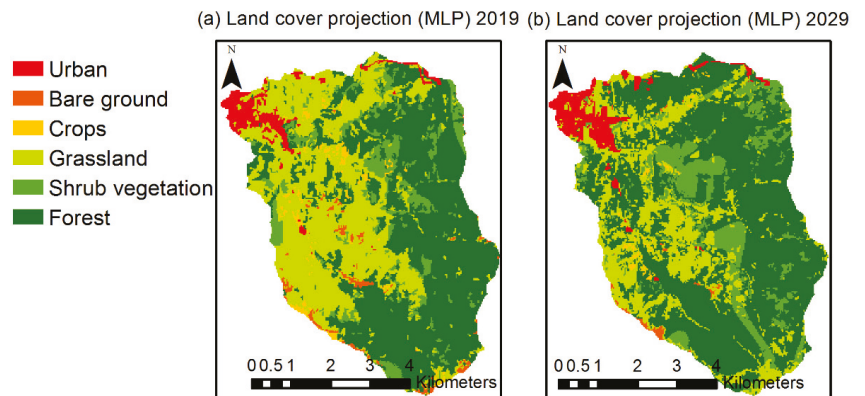 (a) Land cover projection (MLP) 2019
(b) Land cover projection (MLP) 2029
N
N
Urban
Bare ground
Crops
Grassland
Shrub vegetation
Forest
0 0.5 1 2 3 4
Kilometers
0 0.5 1 2 3 4
Kilometers